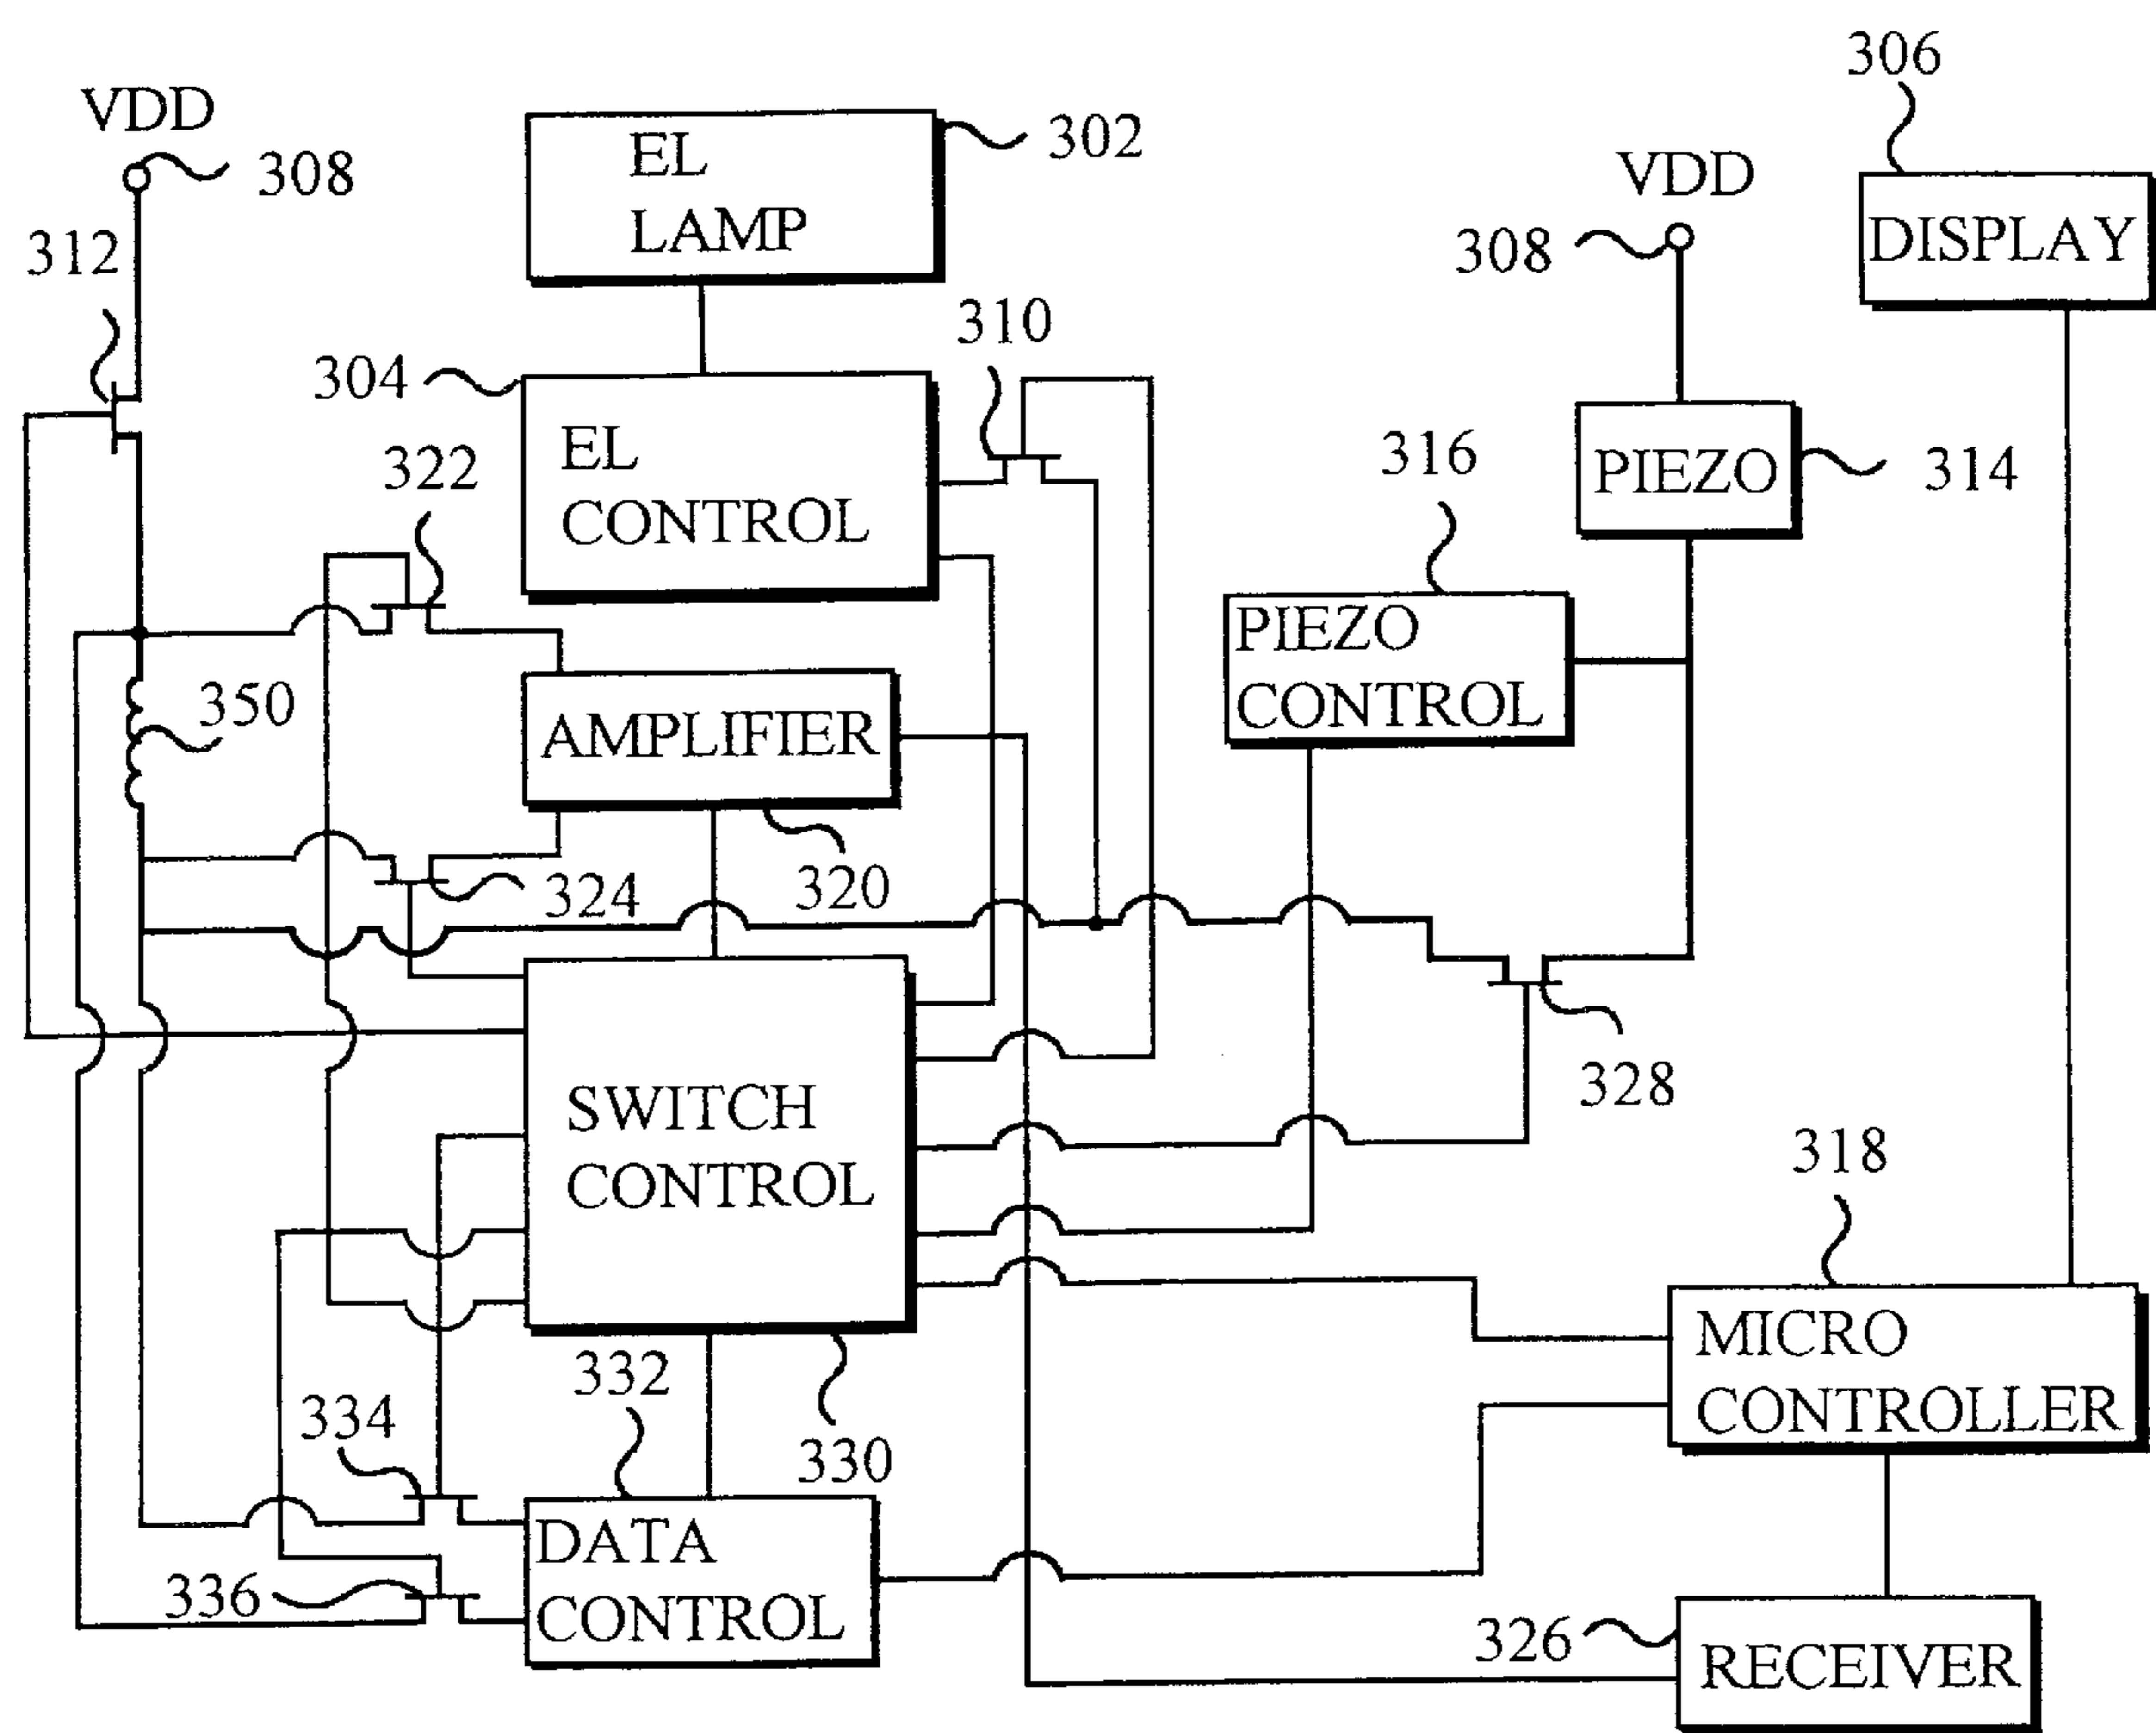 306
VDD
308
EL
LAMP
302
VDD
308
312
DISPLAY
310
304
EL
CONTROL
322
316
PIEZO
314
PIEZO
CONTROL
350
AMPLIFIER
320
324
328
SWITCH
CONTROL
318
MICRO
CONTROLLER
332
334
330
DATA
CONTROL
336
326
RECEIVER